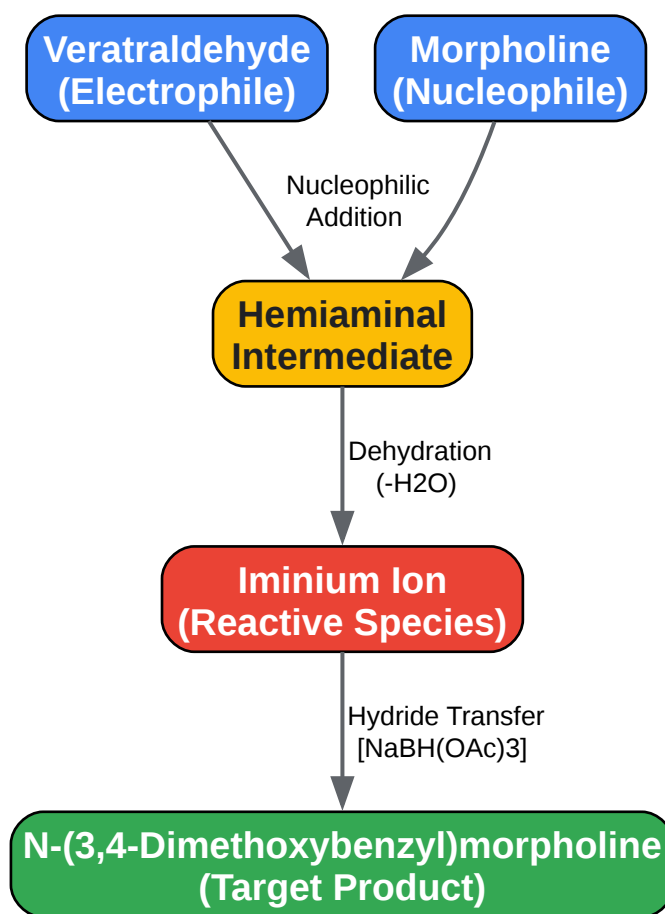 Veratraldehyde
(Electrophile)
Morpholine
(Nucleophile)
Nucleophilic
Addition
Hemiaminal
Intermediate
Dehydration
(-H2O)
Iminium Ion
(Reactive Species)
Hydride Transfer
[NaBH(OAc)3]
N-(3,4-Dimethoxybenzyl)morpholine
(Target Product)